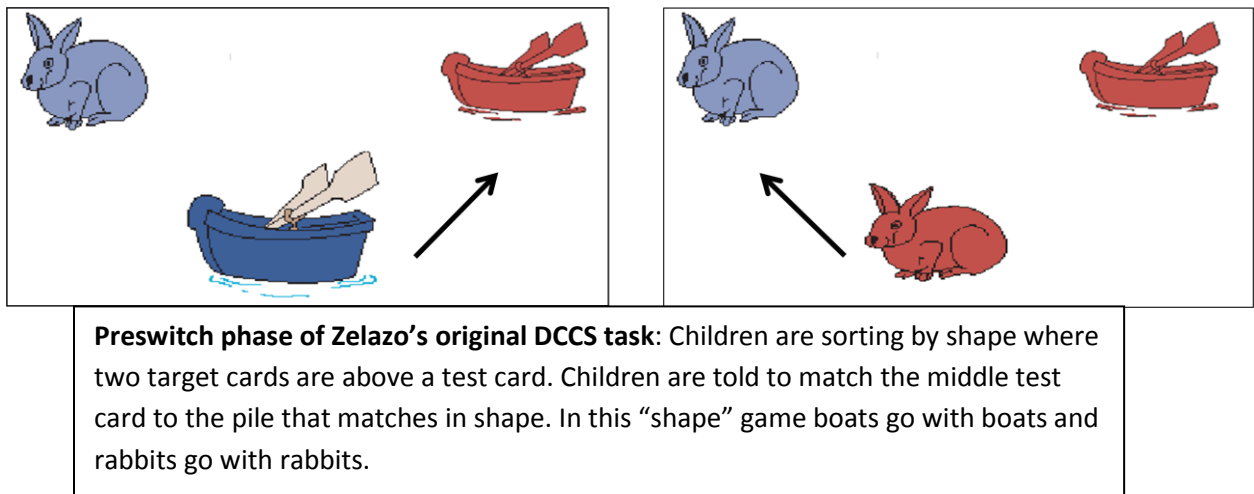 Preswitch phase of Zelazo’s original DCCS task: Children are sorting by shape where
two target cards are above a test card. Children are told to match the middle test
card to the pile that matches in shape. In this “shape” game boats go with boats and
rabbits go with rabbits.